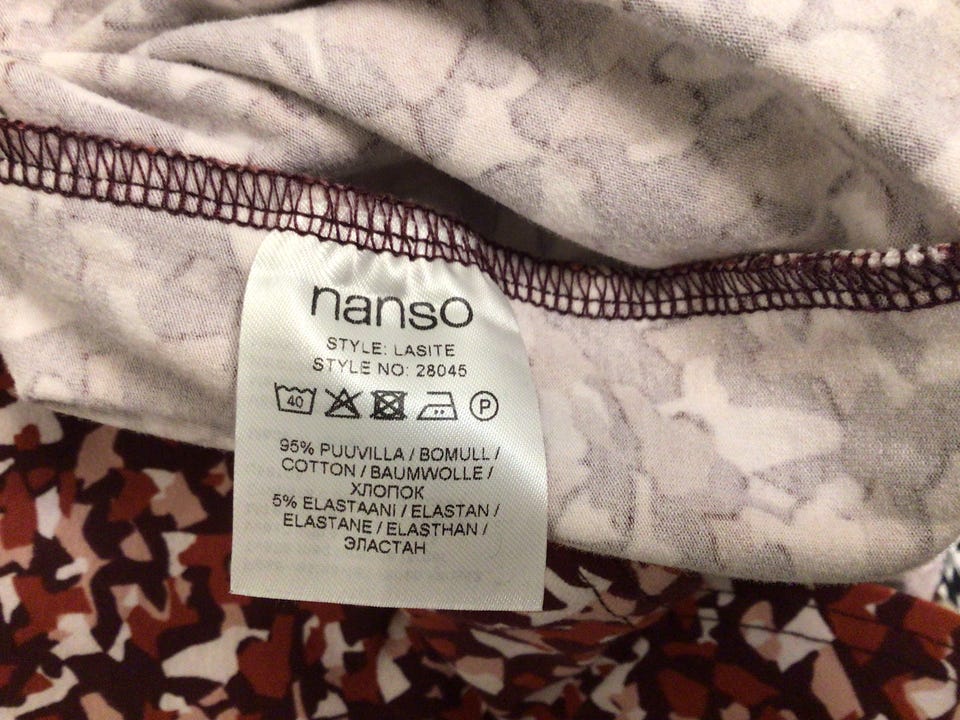 nanso
STYLE: LASITE
STYLE NO: 28045
40 P
95% PUUVILLA / BOMULL /
COTTON / BAUMWOLLE /
ХЛОПОК
5% ELASTAANI / ELASTAN /
ELASTANE / ELASTHAN /
ЭЛАСТАН